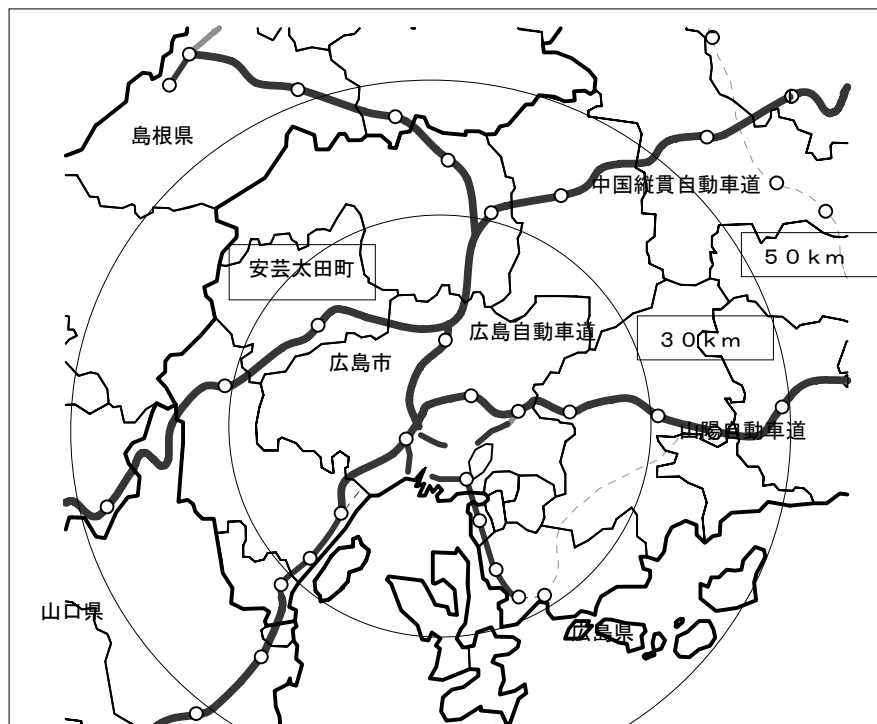 島根県
中国縦貫自動車道
５０ｋｍ
安芸太田町
広島自動車道
３０ｋｍ
広島市
山陽自動車道
山口県
広島県